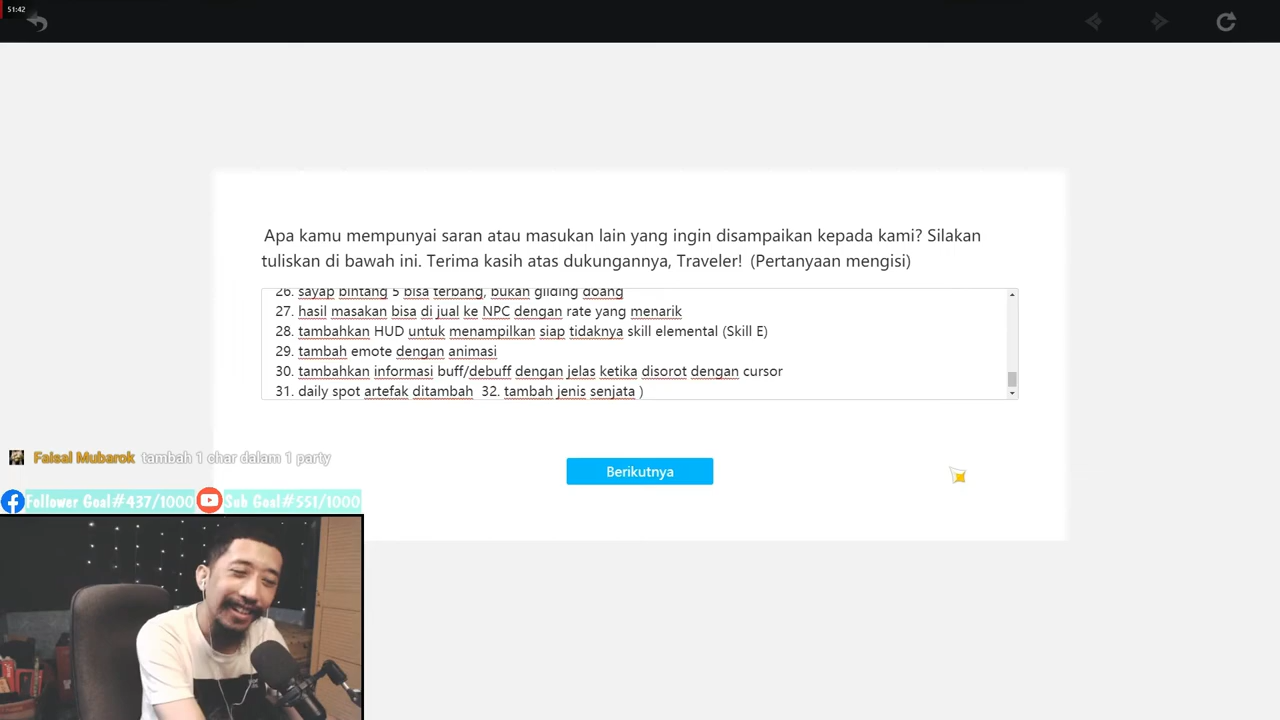 51:42
Apa kamu mempunyai saran atau masukan lain yang ingin disampaikan kepada kami? Silakan
tuliskan di bawah ini. Terima kasih atas dukungannya, Traveler! (Pertanyaan mengisi)
26. sayap bintang 5 bisa terbang, bukan gliding doang
27. hasil masakan bisa di jual ke NPC dengan rate yang menarik
28. tambahkan HUD untuk menampilkan siap tidaknya skill elemental (Skill E)
29. tambah emote dengan animasi
30. tambahkan informasi buff/debuff dengan jelas ketika disorot dengan cursor
31. daily spot artefak ditambah  32. tambah jenis senjata )
Faisal Mubarok tambah 1 char dalam 1 party
Berikutnya
Follower Goal#437/1000 Sub Goal#551/1000